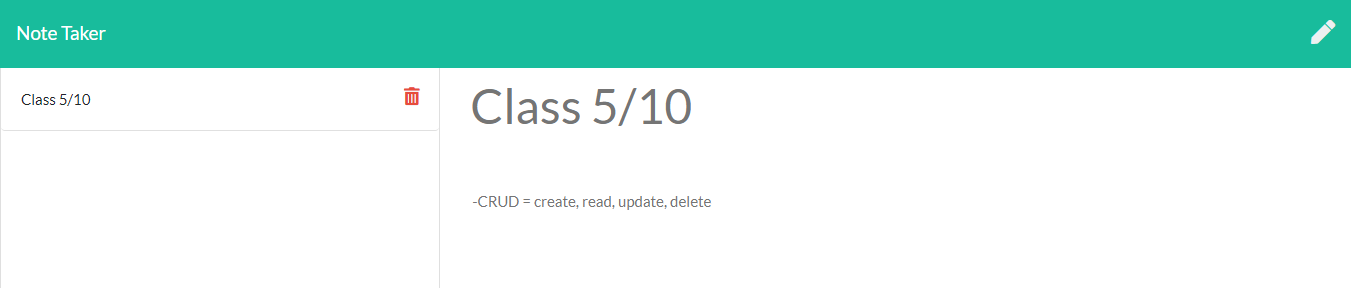 Note Taker
Class 5/10
Class 5/10
-CRUD = create, read, update, delete